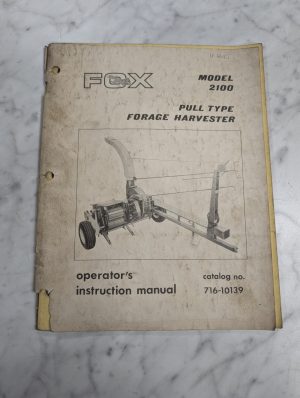 FOX
MODEL
2100
PULL TYPE
FORAGE HARVESTER
operator's
instruction manual
catalog no.
716-10139